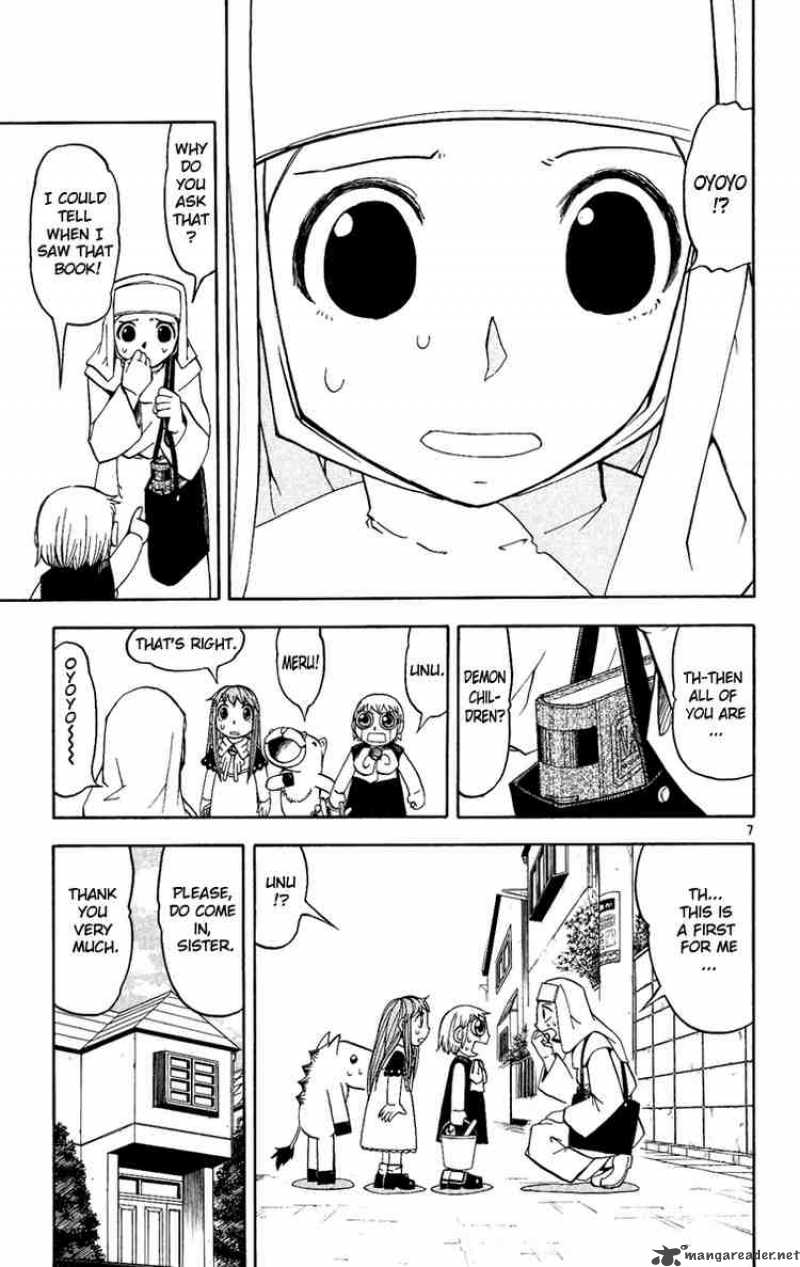 OYOYO
!?
WHY
DO
YOU
ASK
THAT
?
I COULD
TELL
WHEN I
SAW THAT
BOOK!
TH-THEN
ALL OF
YOU ARE
...
DEMON
CHIL-
DREN?
UNU.
MERU!
THAT'S RIGHT.
OYOYO~~~~
7
TH...
THIS IS
A FIRST
FOR ME
...
UNU
!?
PLEASE,
DO COME
IN,
SISTER.
THANK
YOU
VERY
MUCH.
mangareader.net